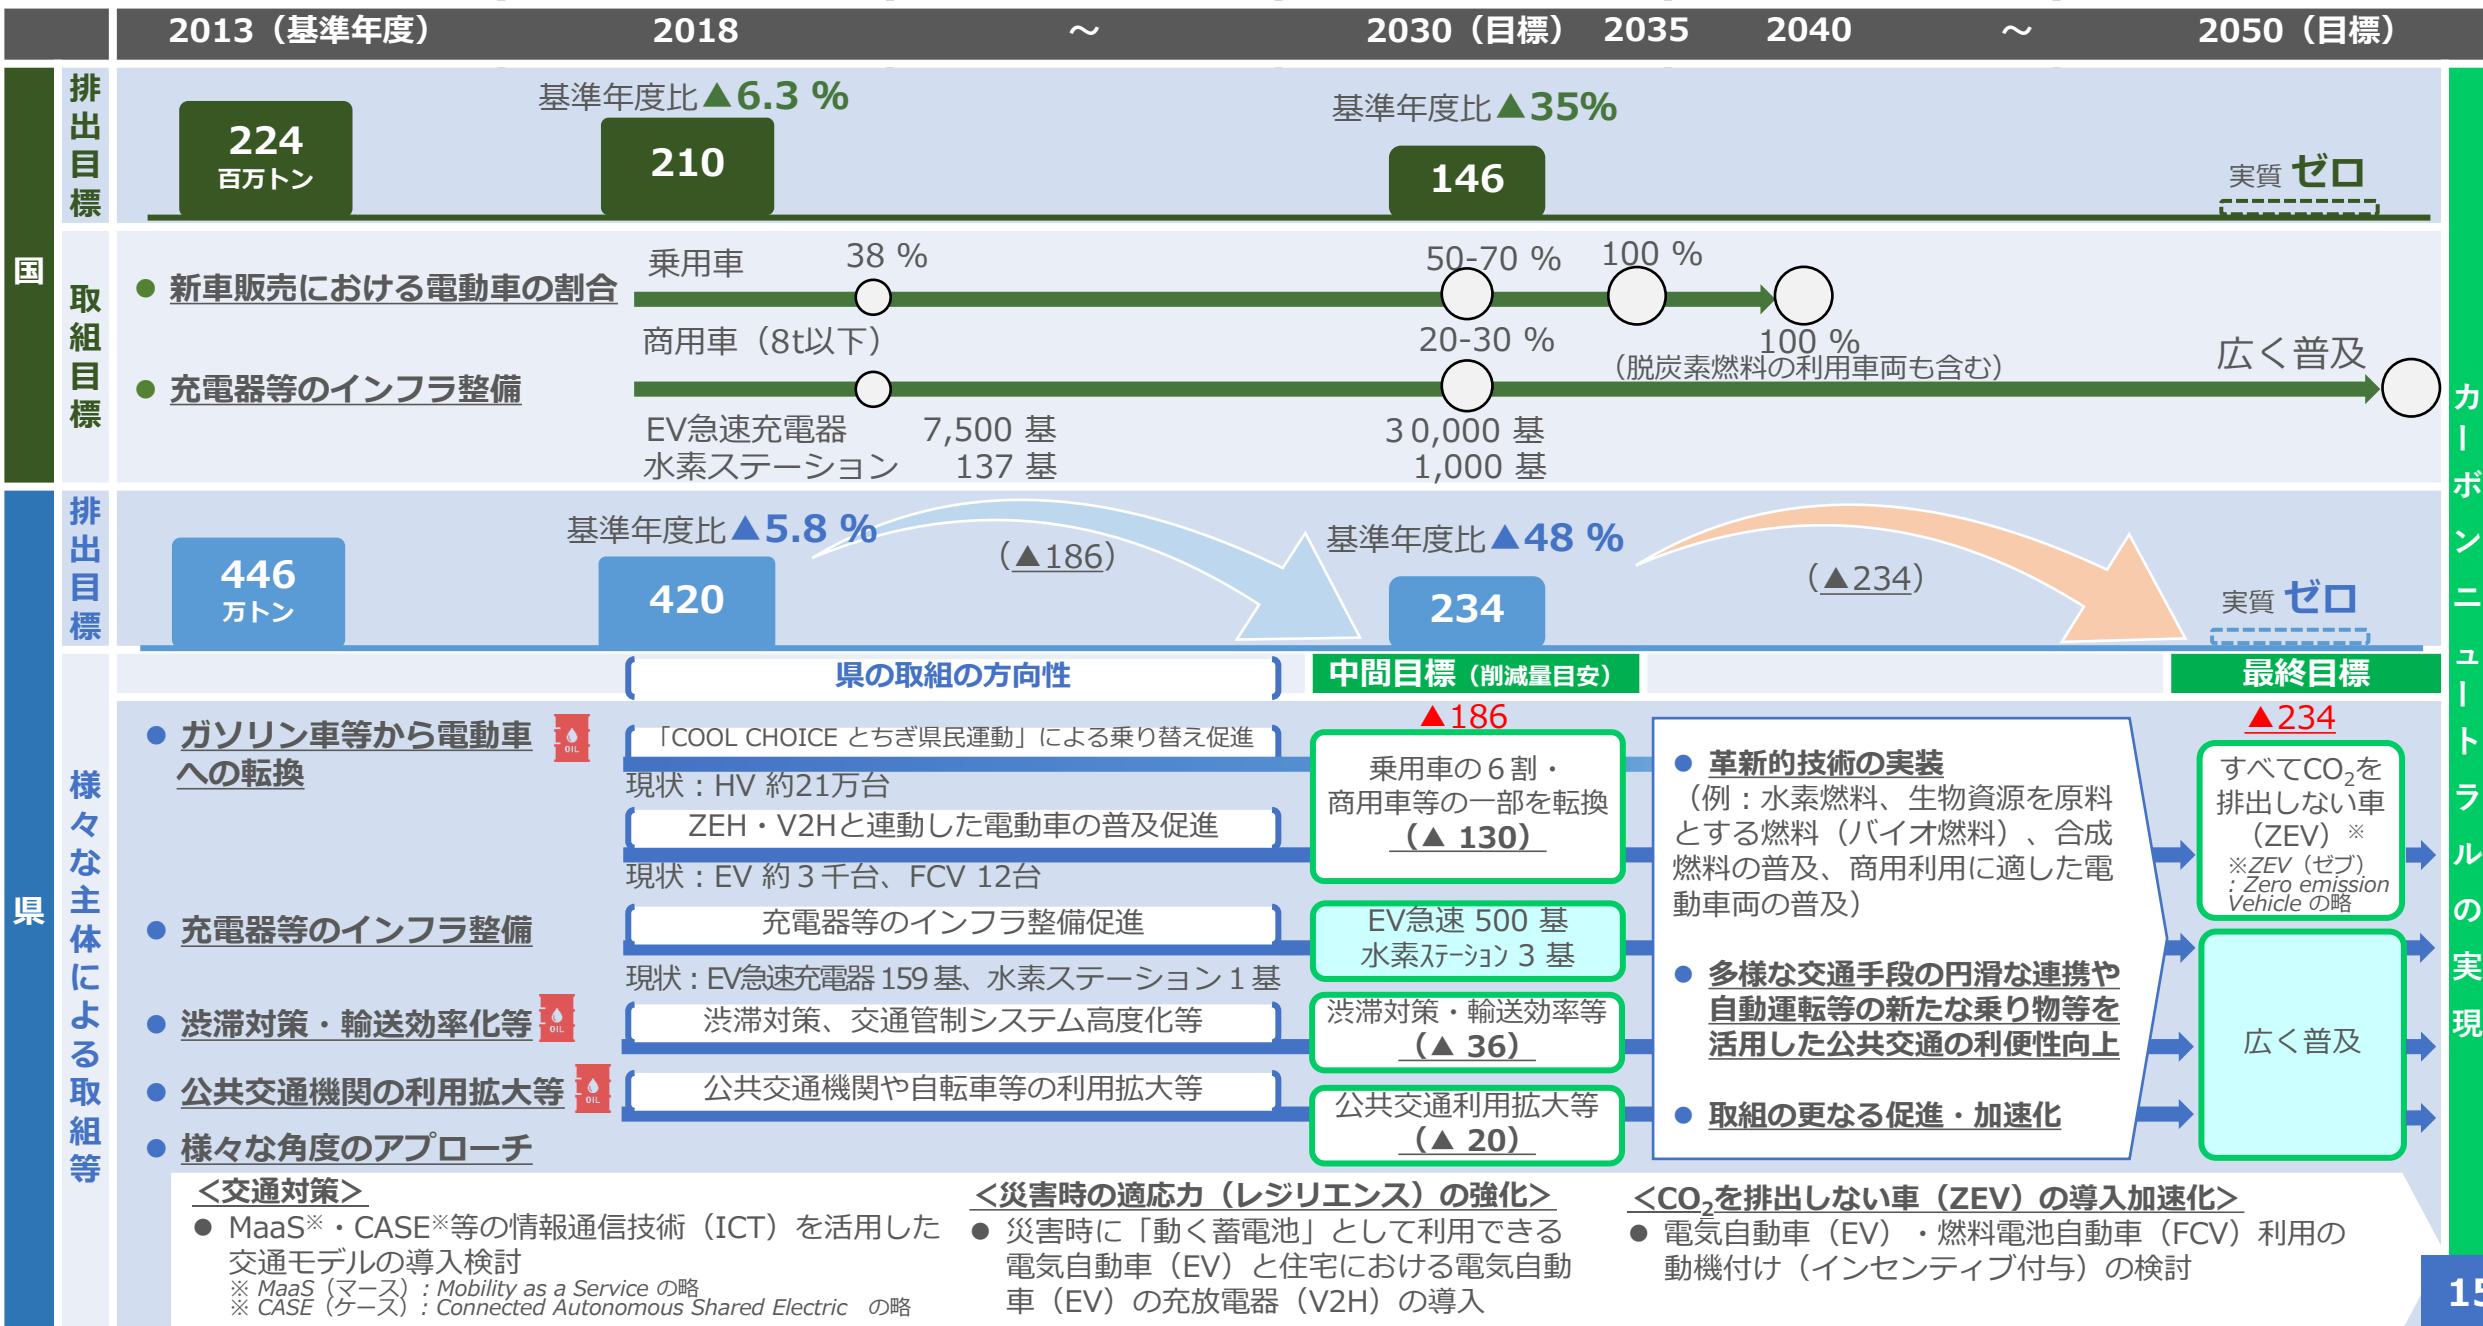 2013（基準年度） 2018 ～ 2030（目標） 2035 2040 ～ 2050（目標）
国
排出目標
基準年度比▲6.3 %
基準年度比▲35%
224
百万トン
210
146
実質 ゼロ
取組目標
● 新車販売における電動車の割合
乗用車 38 % 50-70 % 100 %
商用車（8t以下） 20-30 % 100 %
（脱炭素燃料の利用車両も含む）
● 充電器等のインフラ整備
広く普及
EV急速充電器 7,500 基 30,000 基
水素ステーション 137 基 1,000 基
県
排出目標
基準年度比▲5.8 %
（▲186）
基準年度比▲48 %
（▲234）
446
万トン
420
234
実質 ゼロ
様々な主体による取組等
県の取組の方向性
中間目標（削減量目安）
最終目標
● ガソリン車等から電動車
への転換
OIL
「COOL CHOICE とちぎ県民運動」による乗り替え促進
現状：HV 約21万台
ZEH・V2Hと連動した電動車の普及促進
現状：EV 約３千台、FCV 12台
▲186
乗用車の６割・
商用車等の一部を転換
（▲ 130）
● 充電器等のインフラ整備
充電器等のインフラ整備促進
現状：EV急速充電器 159 基、水素ステーション 1 基
EV急速 500 基
水素ｽﾃｰｼｮﾝ 3 基
● 渋滞対策・輸送効率化等
OIL
渋滞対策、交通管制システム高度化等
渋滞対策・輸送効率等
（▲ 36）
● 公共交通機関の利用拡大等
OIL
公共交通機関や自転車等の利用拡大等
公共交通利用拡大等
（▲ 20）
● 様々な角度のアプローチ
● 革新的技術の実装
（例：水素燃料、生物資源を原料
とする燃料（バイオ燃料）、合成
燃料の普及、商用利用に適した電
動車両の普及）
● 多様な交通手段の円滑な連携や
自動運転等の新たな乗り物等を
活用した公共交通の利便性向上
● 取組の更なる促進・加速化
▲234
すべてCO₂を
排出しない車
（ZEV）※
※ZEV（ゼブ）
: Zero emission
Vehicle の略
広く普及
<交通対策>
● MaaS※・CASE※等の情報通信技術（ICT）を活用した
交通モデルの導入検討
※ MaaS（マース）: Mobility as a Service の略
※ CASE（ケース）: Connected Autonomous Shared Electric の略
<災害時の適応力（レジリエンス）の強化>
● 災害時に「動く蓄電池」として利用できる
電気自動車（EV）と住宅における電気自動
車（EV）の充放電器（V2H）の導入
<CO₂を排出しない車（ZEV）の導入加速化>
● 電気自動車（EV）・燃料電池自動車（FCV）利用の
動機付け（インセンティブ付与）の検討
カーボンニュートラルの実現
15